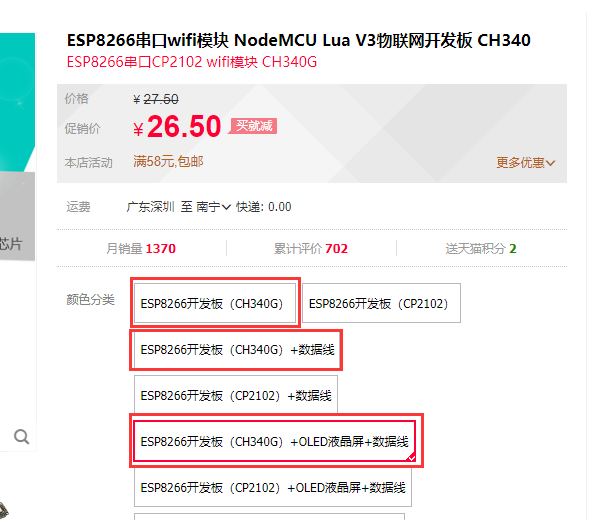 ESP8266串口wifi模块 NodeMCU Lua V3物联网开发板 CH340
ESP8266串口CP2102 wifi模块 CH340G
价格 ¥ 27.50
促销价 ¥ 26.50 买就减
本店活动 满58元,包邮 更多优惠
运费 广东深圳 至 南宁 快递: 0.00
月销量 1370 累计评价 702 送天猫积分 2
芯片
颜色分类 ESP8266开发板（CH340G） ESP8266开发板（CP2102）
ESP8266开发板（CH340G）+数据线
ESP8266开发板（CP2102）+数据线
ESP8266开发板（CH340G）+OLED液晶屏+数据线
ESP8266开发板（CP2102）+OLED液晶屏+数据线